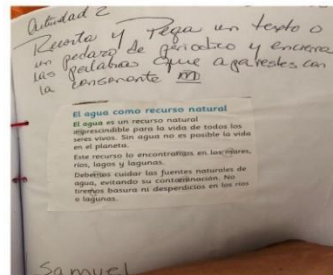 Actividad 2
Recorta y Pega un texto o
un pedazo de periodico y encierra
las palabras que aparescan con
la consonante m
El agua como recurso natural
El agua es un recurso natural
imprescindible para la vida de todos los
seres vivos. Sin agua no es posible la vida
en el planeta.
Este recurso lo encontramos en los mares,
ríos, lagos y lagunas.
Debemos cuidar las fuentes naturales de
agua, evitando su contaminación. No
tiremos basura ni desperdicios en los ríos
o lagunas.
Samuel